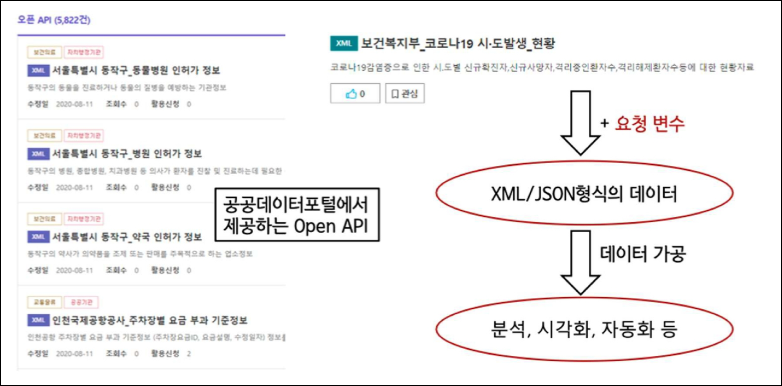 오픈 API (5,822건)
보건의료 지방행정기관
XML 서울특별시 동작구_동물병원 인허가 정보
동작구의 동물을 진료하거나 동물의 질병을 예방하는 기관정보
수정일 2020-08-11 조회수 0 활용신청 0
보건의료 지방행정기관
XML 서울특별시 동작구_병원 인허가 정보
동작구의 병원, 종합병원, 치과병원 등 의사가 환자를 진찰 및 진료하는데 필요한
수정일 2020-08-11 조회수 0 활용신청 0
보건의료 지방행정기관
XML 서울특별시 동작구_약국 인허가 정보
동작구의 약사가 의약품을 조제 또는 판매를 주목적으로 하는 업소정보
수정일 2020-08-11 조회수 0 활용신청 0
교통물류 공공기관
XML 인천국제공항공사_주차장별 요금 부과 기준정보
인천공항 주차장별 요금 부과 기준정보 (주차장요금ID, 요금설명, 수정일자) 정보를
수정일 2020-08-11 조회수 0 활용신청 2
공공데이터포털에서
제공하는 Open API
XML 보건복지부_코로나19 시·도발생_현황
코로나19감염증으로 인한 시.도별 신규확진자,신규사망자,격리중인환자수,격리해제환자수등에 대한 현황자료
0 관심
+ 요청 변수
XML/JSON형식의 데이터
데이터 가공
분석, 시각화, 자동화 등